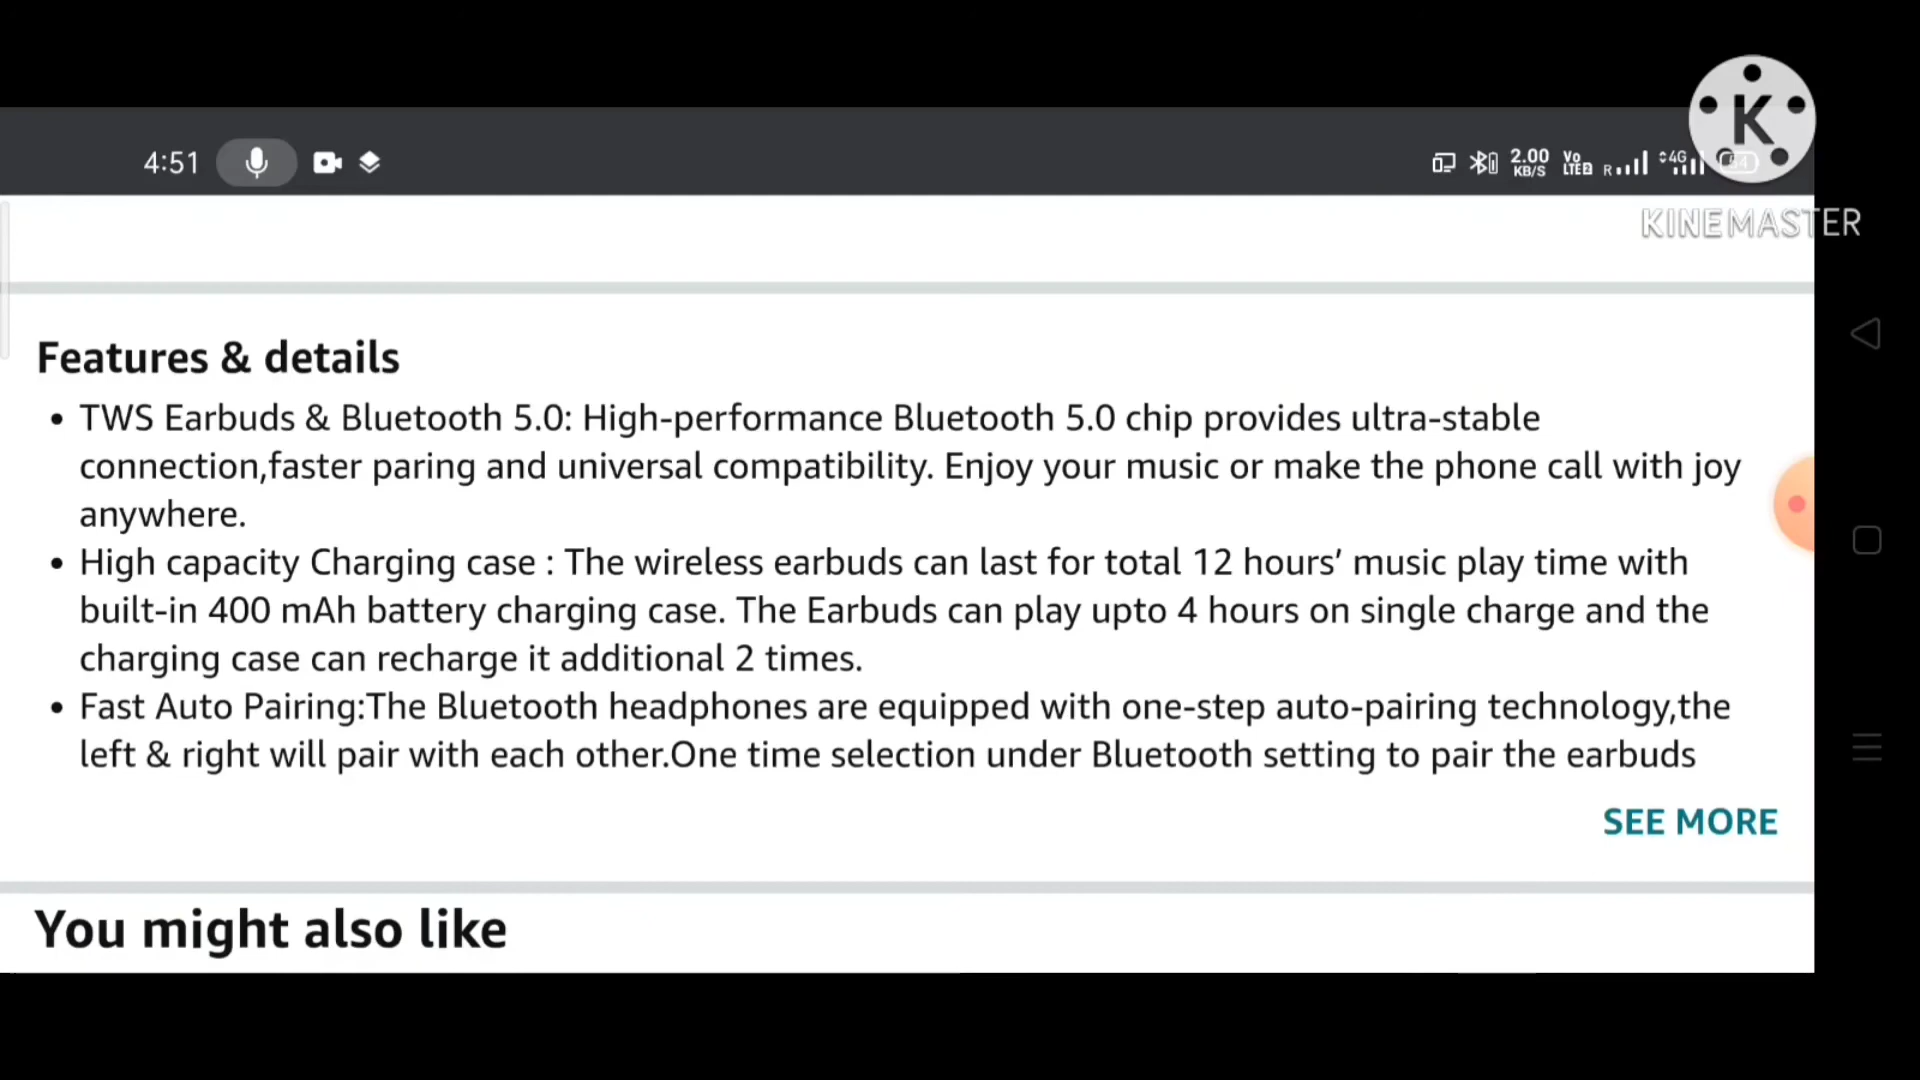 4:51
2.00
KB/S
Vo
LTE2
R
4G
K
KINEMASTER
Features & details
• TWS Earbuds & Bluetooth 5.0: High-performance Bluetooth 5.0 chip provides ultra-stable
connection,faster paring and universal compatibility. Enjoy your music or make the phone call with joy
anywhere.
• High capacity Charging case : The wireless earbuds can last for total 12 hours’ music play time with
built-in 400 mAh battery charging case. The Earbuds can play upto 4 hours on single charge and the
charging case can recharge it additional 2 times.
• Fast Auto Pairing:The Bluetooth headphones are equipped with one-step auto-pairing technology,the
left & right will pair with each other.One time selection under Bluetooth setting to pair the earbuds
SEE MORE
You might also like